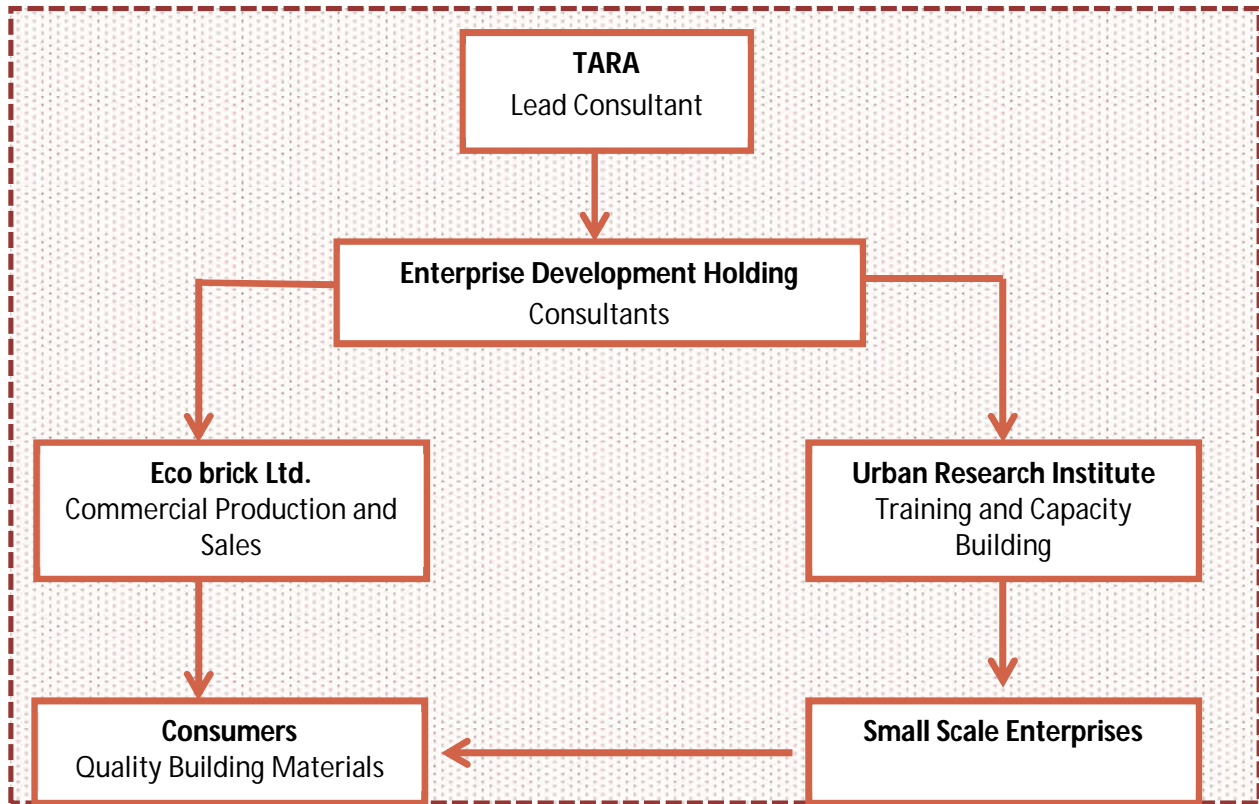 TARA
Lead Consultant
Enterprise Development Holding
Consultants
Eco brick Ltd.
Commercial Production and
Sales
Urban Research Institute
Training and Capacity
Building
Consumers
Quality Building Materials
Small Scale Enterprises